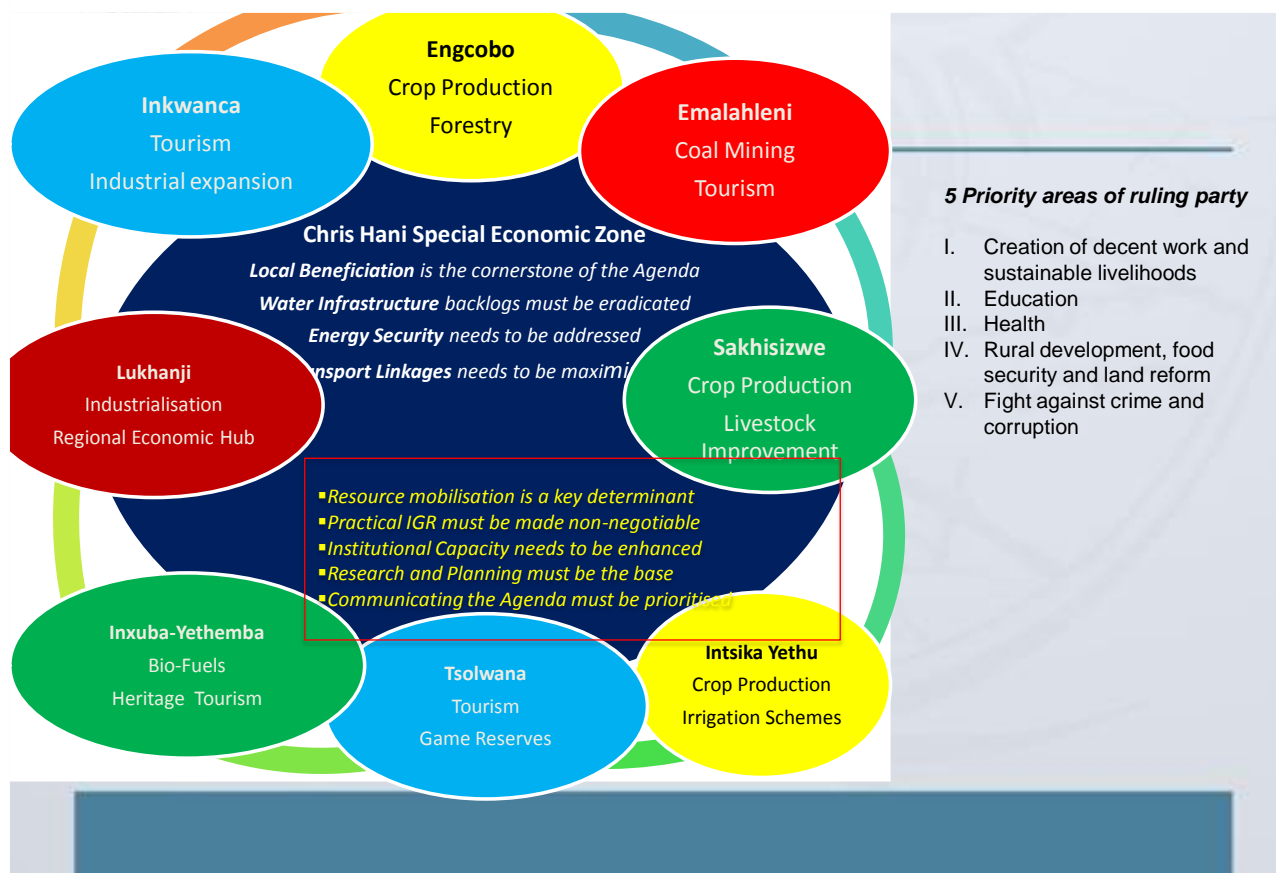 Engcobo
Crop Production
Forestry
Inkwanca
Tourism
Industrial expansion
Emalahleni
Coal Mining
Tourism
Chris Hani Special Economic Zone
Local Beneficiation is the cornerstone of the Agenda
Water Infrastructure backlogs must be eradicated
Energy Security needs to be addressed
nsport Linkages needs to be maximi
Lukhanji
Industrialisation
Regional Economic Hub
Sakhisizwe
Crop Production
Livestock
Improvement
▪Resource mobilisation is a key determinant
▪Practical IGR must be made non-negotiable
▪Institutional Capacity needs to be enhanced
▪Research and Planning must be the base
▪Communicating the Agenda must be prioritised
Inxuba-Yethemba
Bio-Fuels
Heritage Tourism
Tsolwana
Tourism
Game Reserves
Intsika Yethu
Crop Production
Irrigation Schemes
5 Priority areas of ruling party
I. Creation of decent work and
sustainable livelihoods
II. Education
III. Health
IV. Rural development, food
security and land reform
V. Fight against crime and
corruption